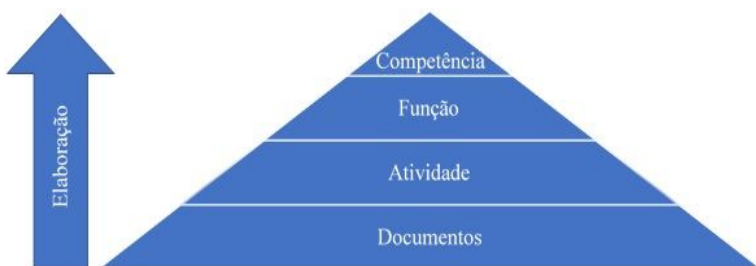 Elaboração
Competência
Função
Atividade
Documentos